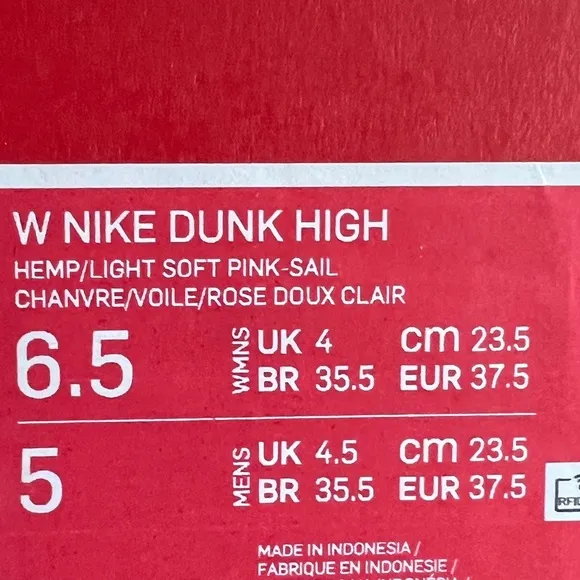 W NIKE DUNK HIGH
HEMP/LIGHT SOFT PINK-SAIL
CHANVRE/VOILE/ROSE DOUX CLAIR
6.5 WMNS UK 4 cm 23.5
BR 35.5 EUR 37.5
5 MENS UK 4.5 cm 23.5
BR 35.5 EUR 37.5
RFID
MADE IN INDONESIA /
FABRIQUE EN INDONESIE /